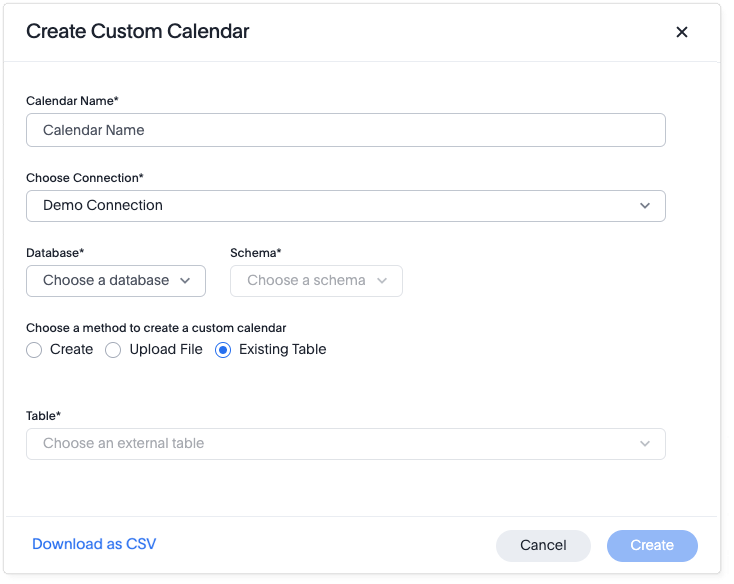 Create Custom Calendar
Calendar Name*
Calendar Name
Choose Connection*
Demo Connection
Database* Schema*
Choose a database Choose a schema
Choose a method to create a custom calendar
Create Upload File Existing Table
Table*
Choose an external table
Download as CSV Cancel Create